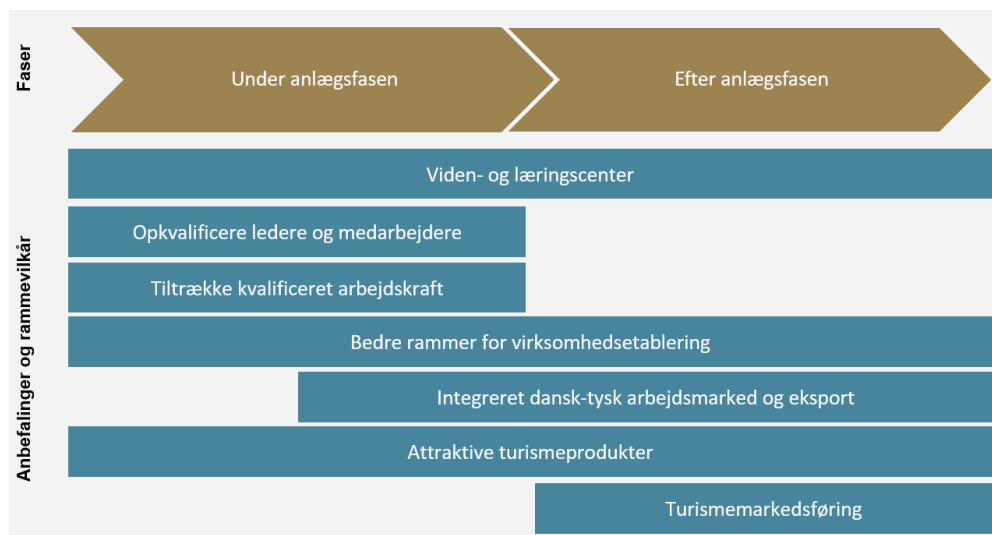 Faser
Under anlægsfasen
Efter anlægsfasen
Anbefalinger og rammevilkår
Viden- og læringscenter
Opkvalificere ledere og medarbejdere
Tiltrække kvalificeret arbejdskraft
Bedre rammer for virksomhedsetablering
Integreret dansk-tysk arbejdsmarked og eksport
Attraktive turismeprodukter
Turismemarkedsføring